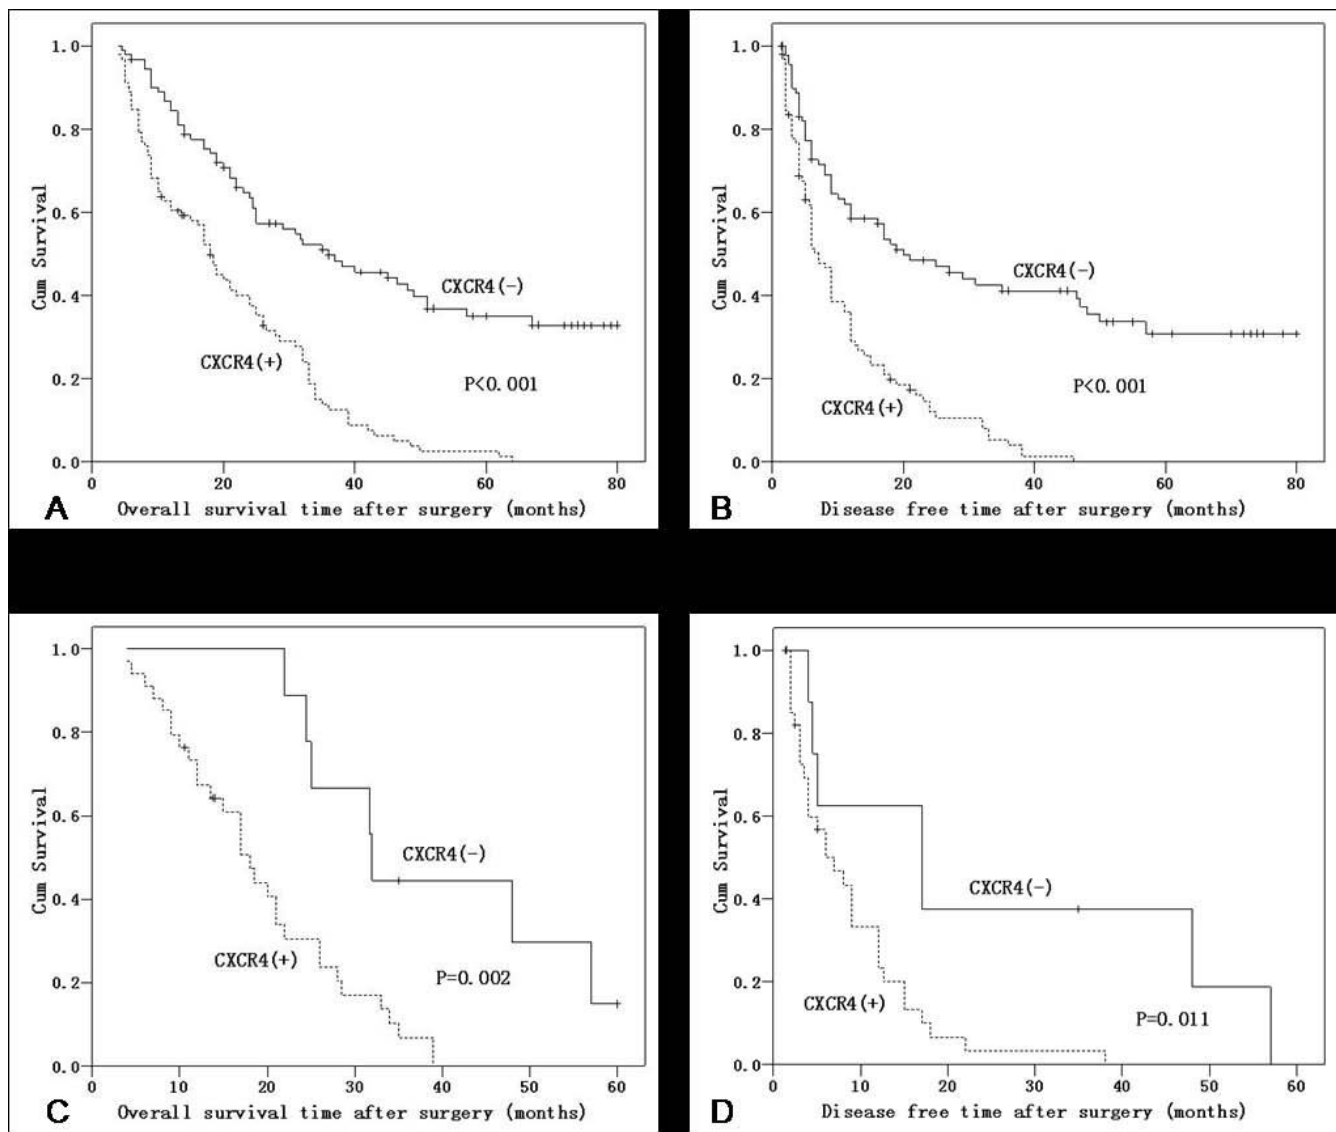 1.0
0.8
0.6
0.4
0.2
0.0
Cum Survival
CXCR4(-)
CXCR4(+)
P<0.001
0 20 40 60 80
A Overall survival time after surgery (months)
1.0
0.8
0.6
0.4
0.2
0.0
Cum Survival
CXCR4(-)
P<0.001
CXCR4(+)
0 20 40 60 80
B Disease free time after surgery (months)
1.0
0.8
0.6
0.4
0.2
0.0
Cum Survival
CXCR4(-)
CXCR4(+)
P=0.002
0 10 20 30 40 50 60
C Overall survival time after surgery (months)
1.0
0.8
0.6
0.4
0.2
0.0
Cum Survival
CXCR4(-)
CXCR4(+)
P=0.011
0 10 20 30 40 50 60
D Disease free time after surgery (months)